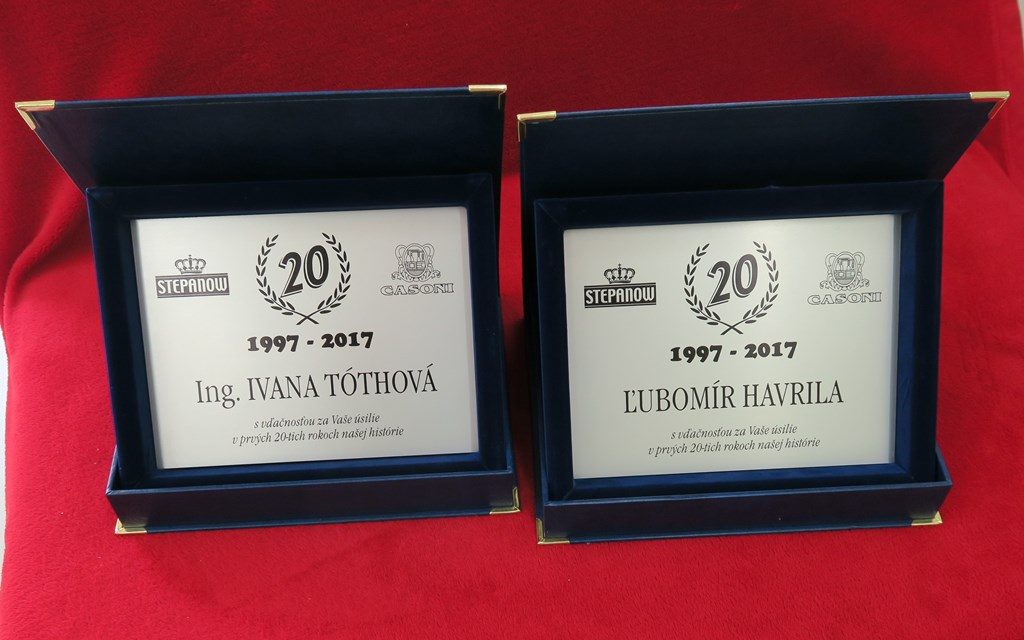 STEPANOW
20
CASONI
1997 - 2017
Ing. IVANA TÓTHOVÁ
s vďačnosťou za Vaše úsilie
v prvých 20-tich rokoch našej histórie
STEPANOW
20
CASONI
1997 - 2017
ĽUBOMÍR HAVRILA
s vďačnosťou za Vaše úsilie
v prvých 20-tich rokoch našej histórie